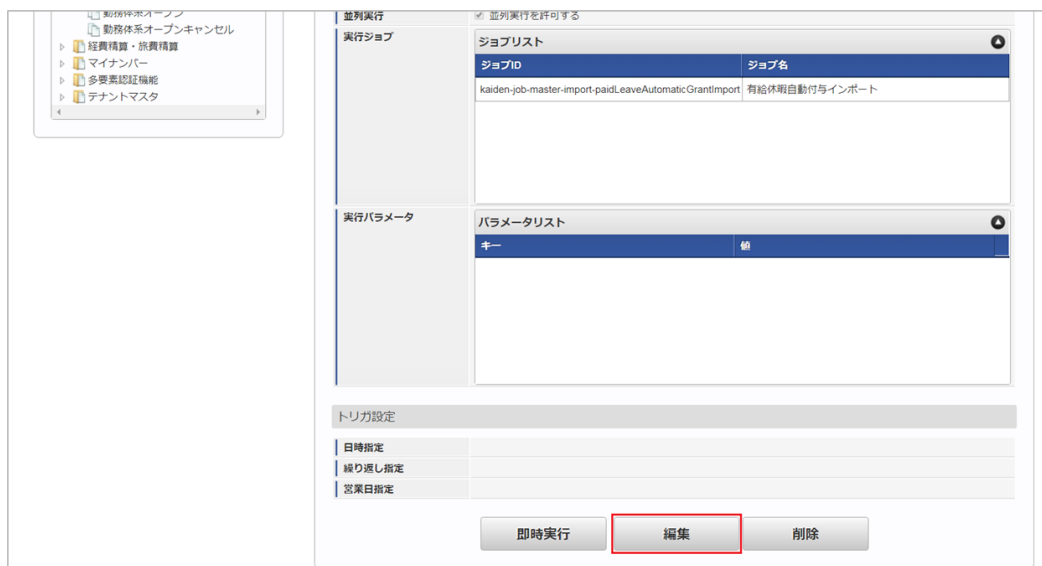 勤務体系オープン
勤務体系オープンキャンセル
経費精算・旅費精算
マイナンバー
多要素認証機能
テナントマスタ
並列実行
並列実行を許可する
実行ジョブ
ジョブリスト
ジョブID
ジョブ名
kaiden-job-master-import-paidLeaveAutomaticGrantImport
有給休暇自動付与インポート
実行パラメータ
パラメータリスト
キー
値
トリガ設定
日時指定
繰り返し指定
営業日指定
即時実行
編集
削除